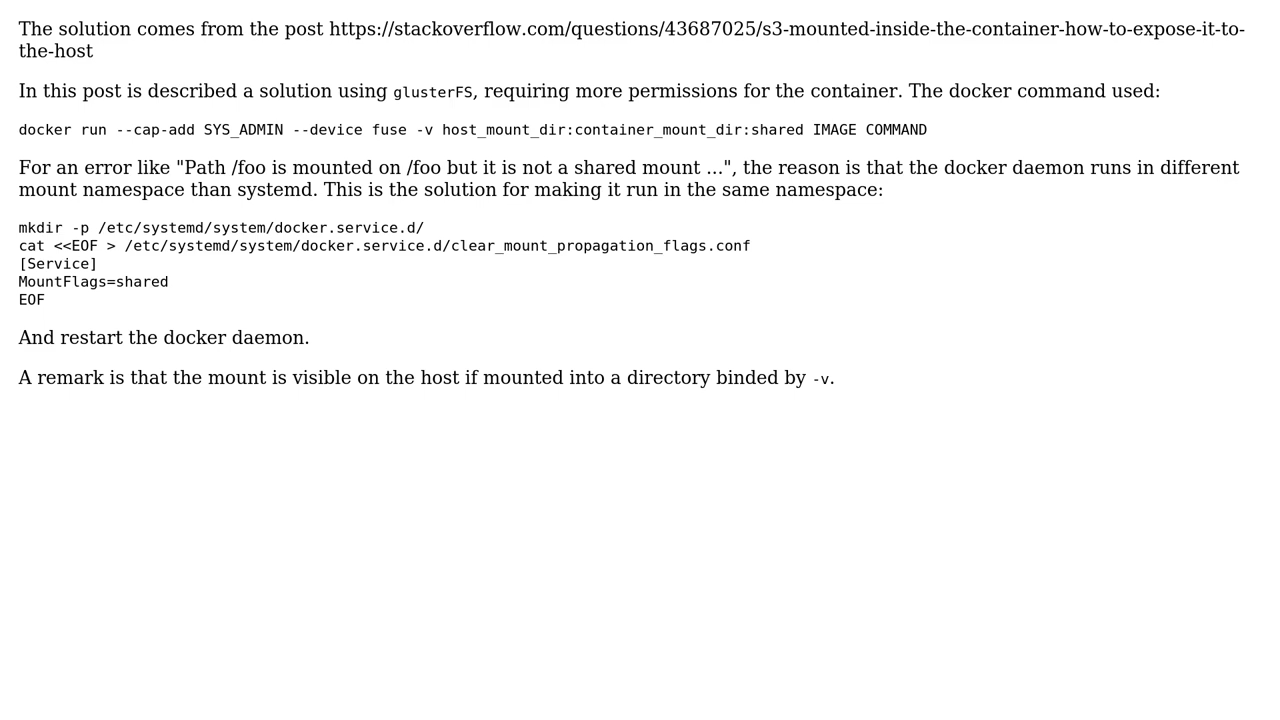 The solution comes from the post https://stackoverflow.com/questions/43687025/s3-mounted-inside-the-container-how-to-expose-it-to-
the-host
In this post is described a solution using glusterFS, requiring more permissions for the container. The docker command used:
docker run --cap-add SYS_ADMIN --device fuse -v host_mount_dir:container_mount_dir:shared IMAGE COMMAND
For an error like "Path /foo is mounted on /foo but it is not a shared mount ...", the reason is that the docker daemon runs in different
mount namespace than systemd. This is the solution for making it run in the same namespace:
mkdir -p /etc/systemd/system/docker.service.d/
cat <<EOF > /etc/systemd/system/docker.service.d/clear_mount_propagation_flags.conf
[Service]
MountFlags=shared
EOF
And restart the docker daemon.
A remark is that the mount is visible on the host if mounted into a directory binded by -v.